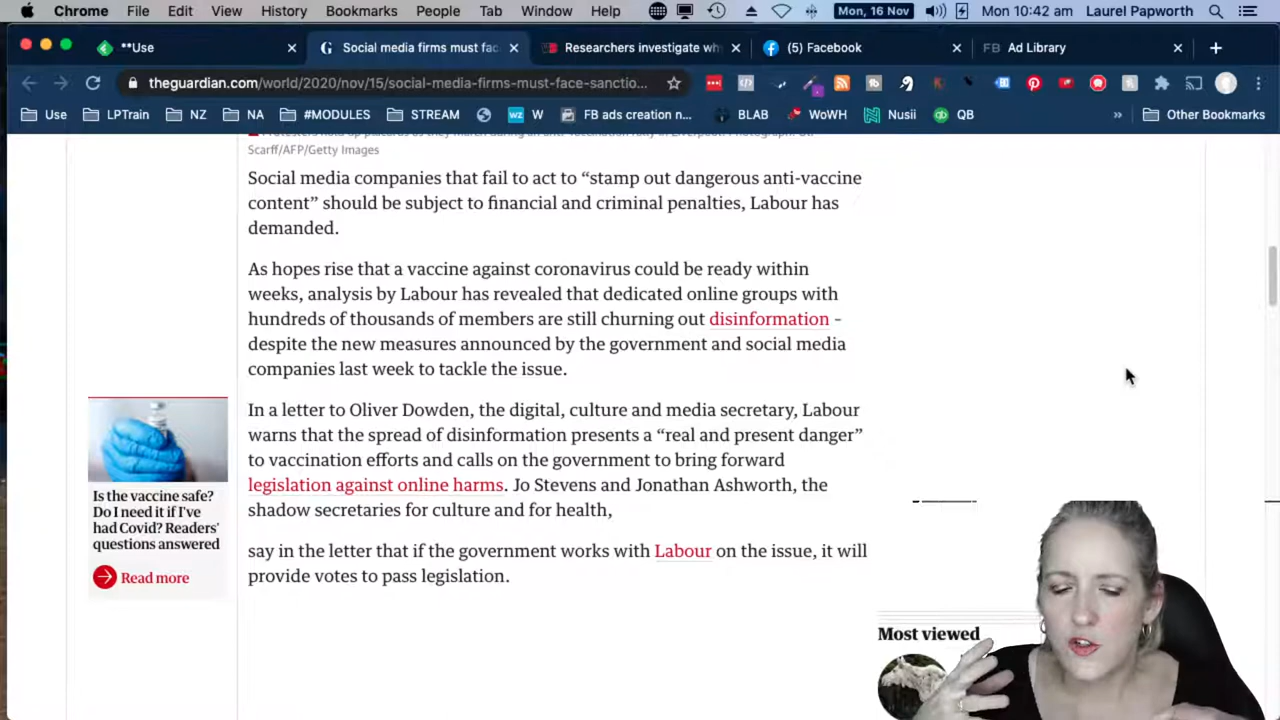 Chrome File Edit View History Bookmarks People Tab Window Help Mon, 16 Nov Mon 10:42 am Laurel Papworth
**Use × Social media firms must fac × Researchers investigate wh × (5) Facebook × FB Ad Library × +
theguardian.com/world/2020/nov/15/social-media-firms-must-face-sanctio...
Use LPTrain NZ NA #MODULES STREAM W FB ads creation n... BLAB WoWH Nusii QB » Other Bookmarks
Scarff/AFP/Getty Images
Social media companies that fail to act to “stamp out dangerous anti-vaccine
content” should be subject to financial and criminal penalties, Labour has
demanded.
As hopes rise that a vaccine against coronavirus could be ready within
weeks, analysis by Labour has revealed that dedicated online groups with
hundreds of thousands of members are still churning out disinformation –
despite the new measures announced by the government and social media
companies last week to tackle the issue.
In a letter to Oliver Dowden, the digital, culture and media secretary, Labour
warns that the spread of disinformation presents a “real and present danger”
to vaccination efforts and calls on the government to bring forward
legislation against online harms. Jo Stevens and Jonathan Ashworth, the
shadow secretaries for culture and for health,
say in the letter that if the government works with Labour on the issue, it will
provide votes to pass legislation.
Is the vaccine safe?
Do I need it if I've
had Covid? Readers'
questions answered
Read more
Most viewed